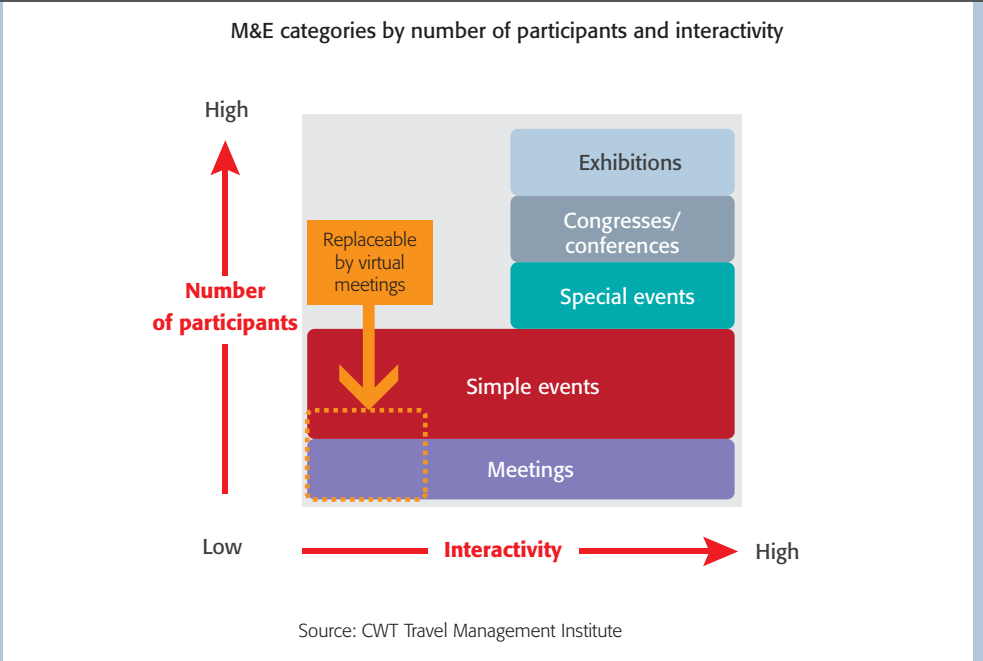 M&E categories by number of participants and interactivity
High
Exhibitions
Congresses/
conferences
Replaceable
by virtual
meetings
Special events
Number
of participants
Simple events
Meetings
Low
Interactivity
High
Source: CWT Travel Management Institute